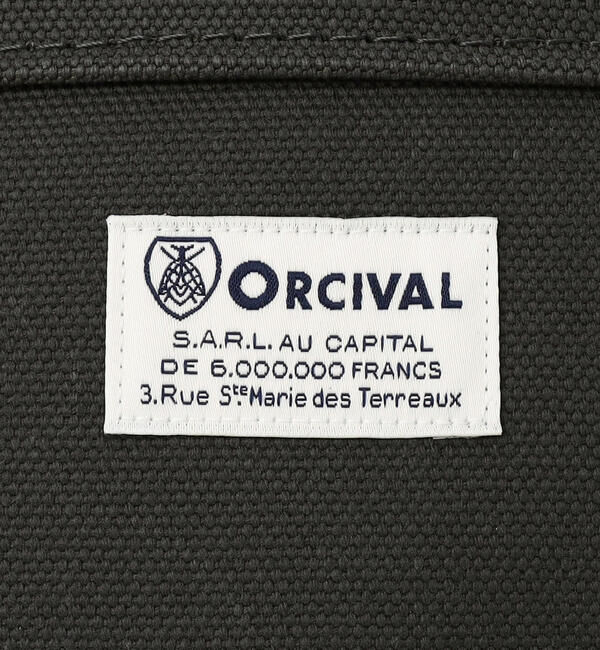 ORCIVAL
S.A.R.L. AU CAPITAL
DE 6.000.000 FRANCS
3.Rue Ste Marie des Terreaux